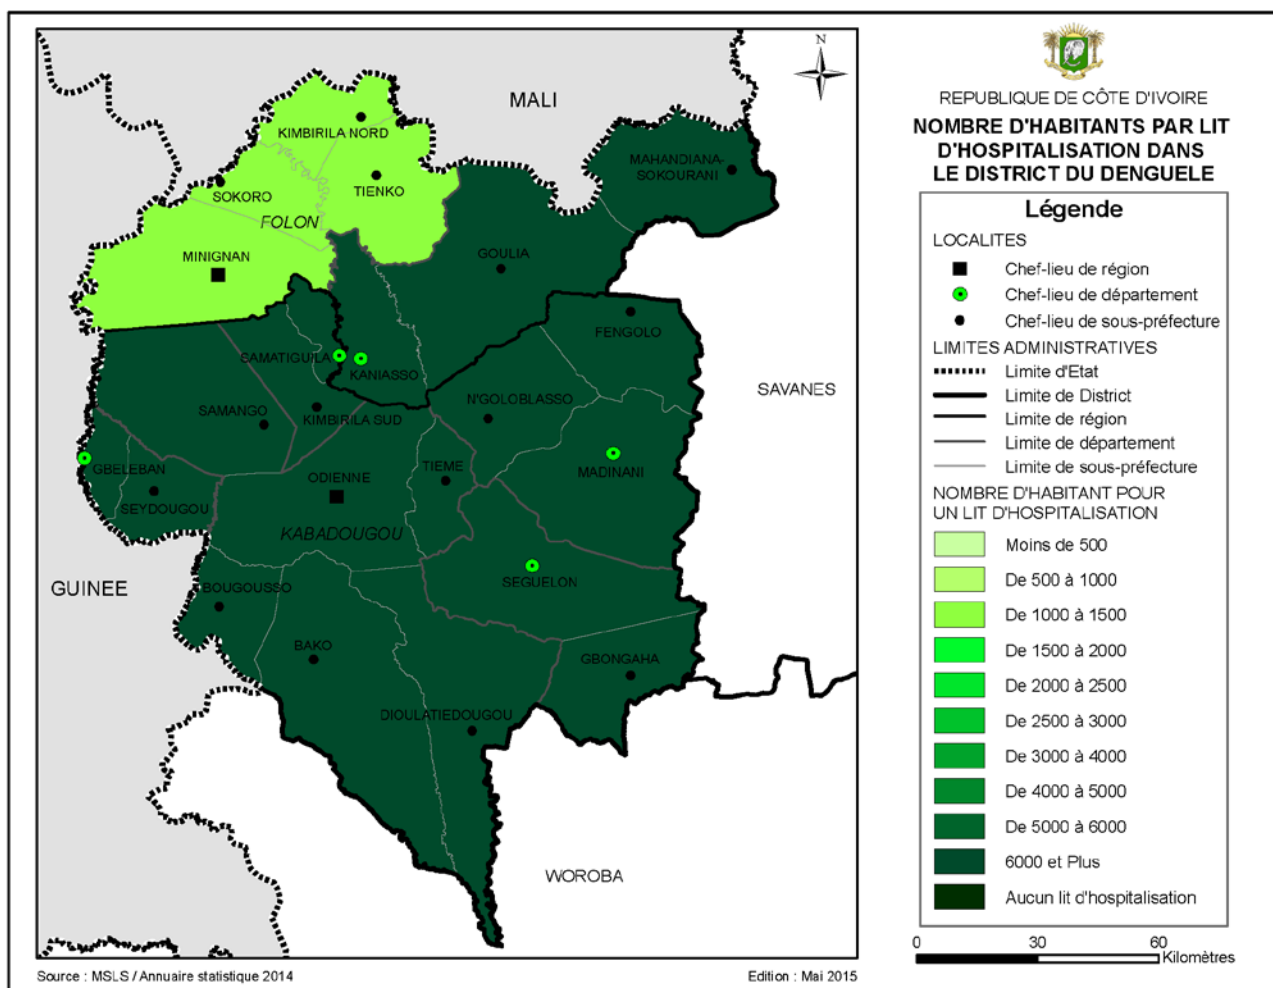 N
MALI
KIMBIRILA NORD
MAHANDIANA-
SOKOURANI
TIENKO
SOKORO
FOLON
GOULIA
MINIGNAN
FENGOLO
SAMATIGUILA
KANIASSO
SAVANES
N'GOLOBLASSO
SAMANGO
KIMBIRILA SUD
GBELEBAN
TIEME
MADINANI
ODIENNE
SEYDOUGOU
KABADOUGOU
SEGUELON
GUINEE
BOUGOUSSO
BAKO
GBONGAHA
DIOULATIEDOUGOU
WOROBA
Source : MSLS / Annuaire statistique 2014
Edition : Mai 2015
REPUBLIQUE DE CÔTE D'IVOIRE
NOMBRE D'HABITANTS PAR LIT
D'HOSPITALISATION DANS
LE DISTRICT DU DENGUELE
Légende
LOCALITES
Chef-lieu de région
Chef-lieu de département
Chef-lieu de sous-préfecture
LIMITES ADMINISTRATIVES
Limite d'Etat
Limite de District
Limite de région
Limite de département
Limite de sous-préfecture
NOMBRE D'HABITANT POUR
UN LIT D'HOSPITALISATION
Moins de 500
De 500 à 1000
De 1000 à 1500
De 1500 à 2000
De 2000 à 2500
De 2500 à 3000
De 3000 à 4000
De 4000 à 5000
De 5000 à 6000
6000 et Plus
Aucun lit d'hospitalisation
0 30 60
Kilomètres